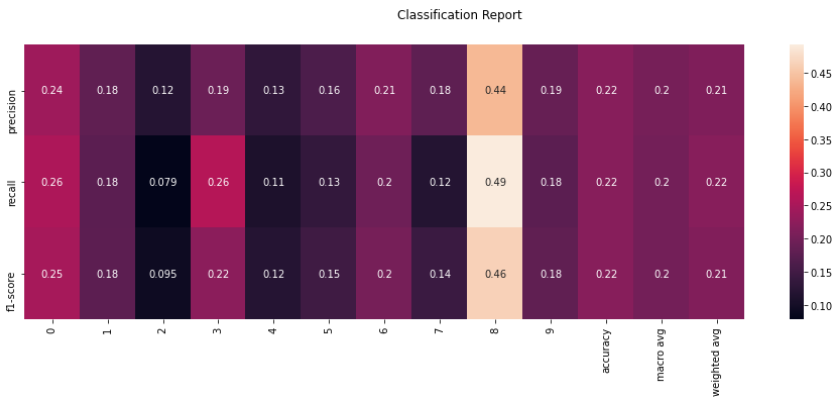 Classification Report
precision 0.24 0.18 0.12 0.19 0.13 0.16 0.21 0.18 0.44 0.19 0.22 0.2 0.21
recall 0.26 0.18 0.079 0.26 0.11 0.13 0.2 0.12 0.49 0.18 0.22 0.2 0.22
f1-score 0.25 0.18 0.095 0.22 0.12 0.15 0.2 0.14 0.46 0.18 0.22 0.2 0.21
0 1 2 3 4 5 6 7 8 9 accuracy macro avg weighted avg
0.45
0.40
0.35
0.30
0.25
0.20
0.15
0.10